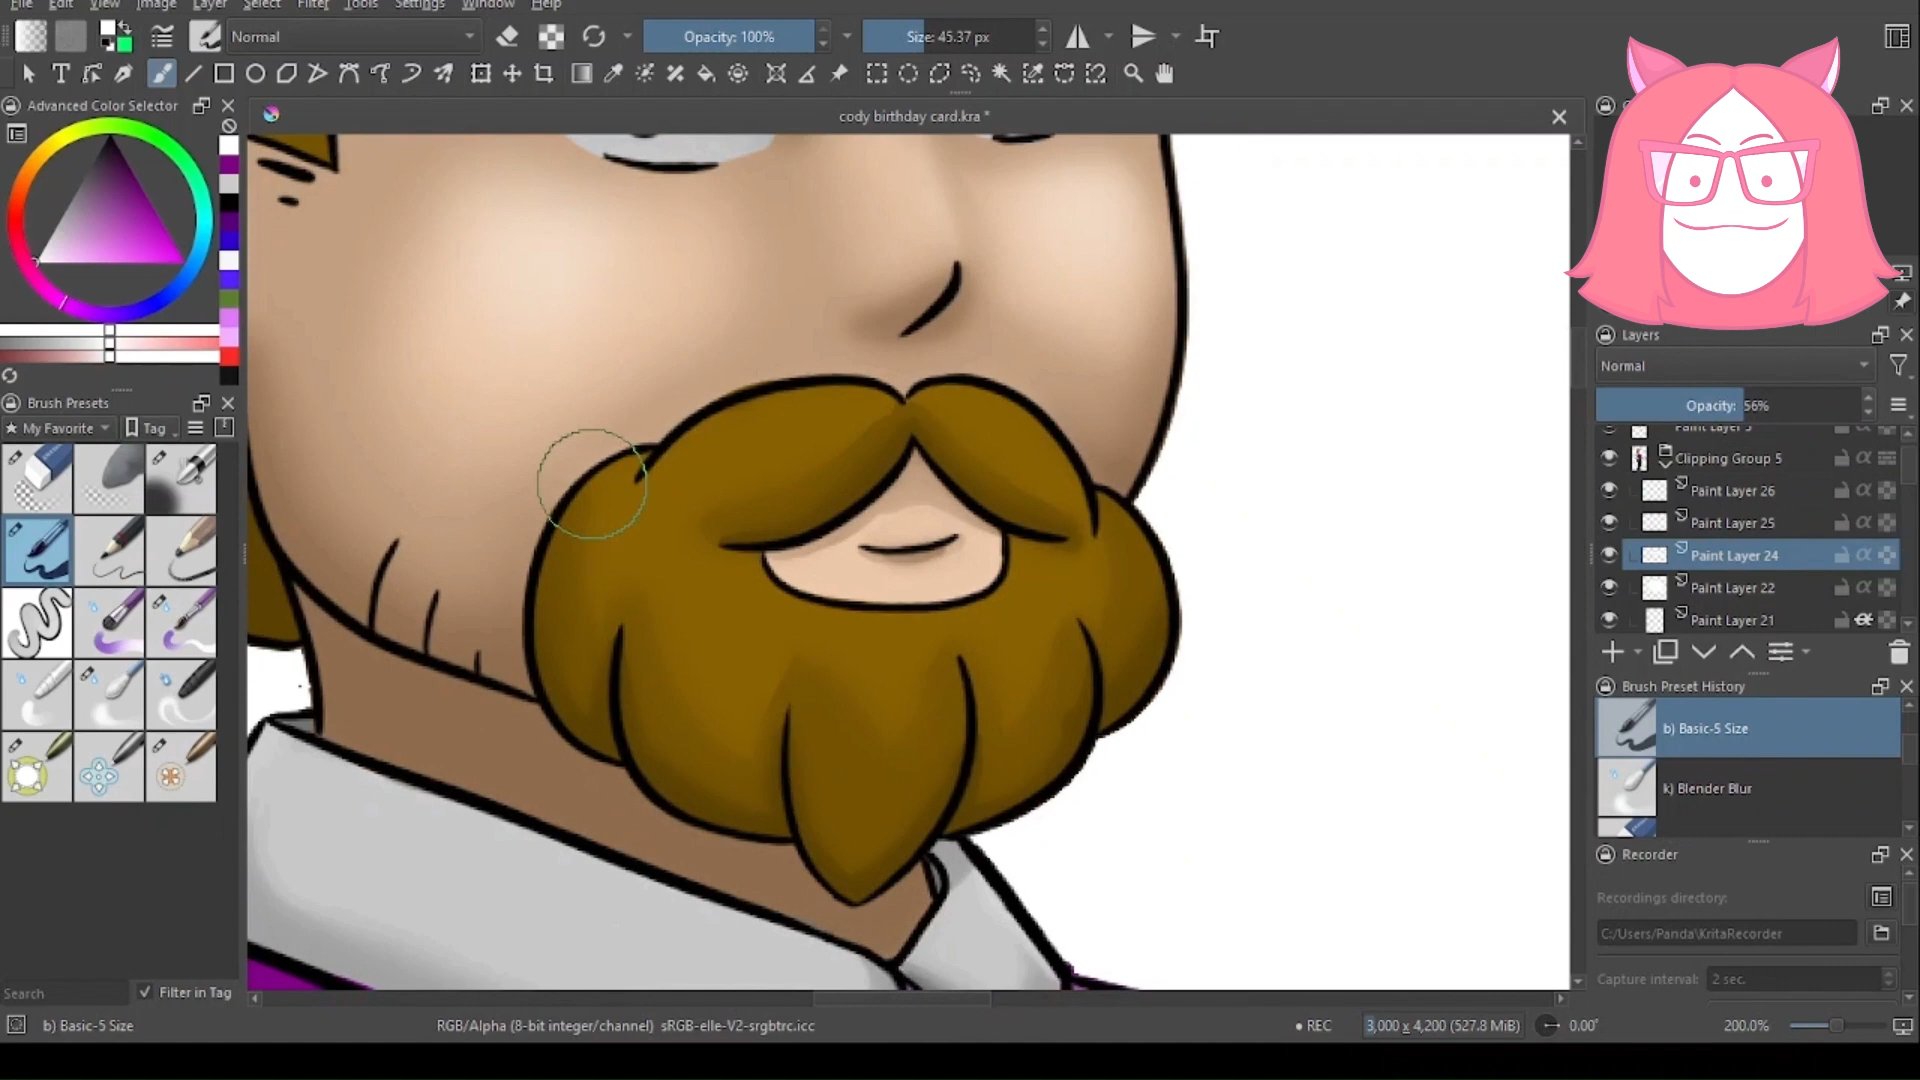 File Edit View Image Layer Select Filter Tools Settings Window Help
Normal
Opacity: 100%
Size: 45.37 px
Advanced Color Selector
cody birthday card.kra *
Layers
Normal
Opacity: 56%
Paint Layer 5
Clipping Group 5
Paint Layer 26
Paint Layer 25
Paint Layer 24
Paint Layer 22
Paint Layer 21
Brush Presets
My Favorite
Tag
Brush Preset History
b) Basic-5 Size
k) Blender Blur
Recorder
Recordings directory:
C:/Users/Panda\KritaRecorder
Capture interval: 2 sec.
Search
Filter in Tag
b) Basic-5 Size
RGB/Alpha (8-bit integer/channel) sRGB-elle-V2-srgbtrc.icc
REC
3,000 x 4,200 (527.8 MiB)
0.00°
200.0%